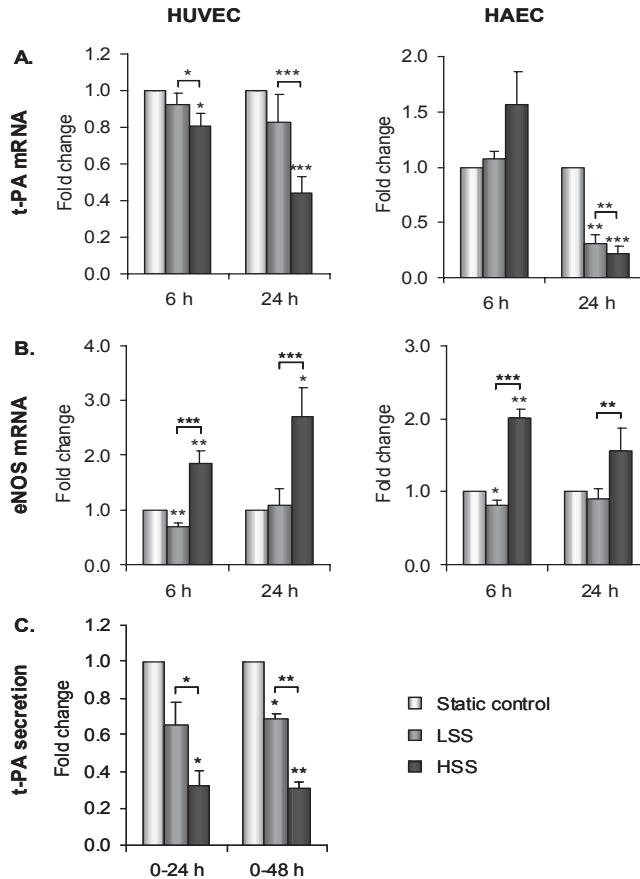 HUVEC
HAEC
A.
t-PA mRNA
Fold change
1.2
1.0
0.8
0.6
0.4
0.2
0.0
*
*
***
***
6 h
24 h
Fold change
2.0
1.5
1.0
0.5
0.0
**
**
***
6 h
24 h
B.
eNOS mRNA
Fold change
4.0
3.0
2.0
1.0
0.0
**
***
**
***
*
6 h
24 h
Fold change
3.0
2.0
1.0
0.0
*
***
**
**
6 h
24 h
C.
t-PA secretion
Fold change
1.2
1.0
0.8
0.6
0.4
0.2
0.0
*
*
*
**
**
0-24 h
0-48 h
Static control
LSS
HSS